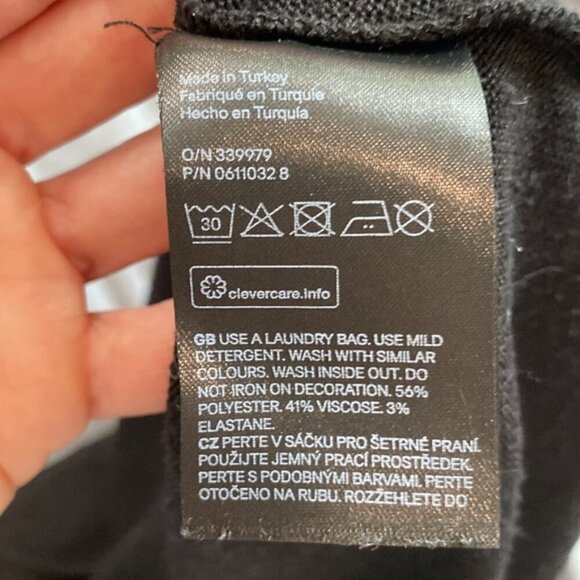 Made in Turkey
Fabriqué en Turquie
Hecho en Turquía
O/N 339979
P/N 0611032 8
30
clevercare.info
GB USE A LAUNDRY BAG. USE MILD
DETERGENT. WASH WITH SIMILAR
COLOURS. WASH INSIDE OUT. DO
NOT IRON ON DECORATION. 56%
POLYESTER. 41% VISCOSE. 3%
ELASTANE.
CZ PERTE V SÁČKU PRO ŠETRNÉ PRANÍ.
POUŽIJTE JEMNÝ PRACÍ PROSTŘEDEK.
PERTE S PODOBNÝMI BARVAMI. PERTE
OTOČENO NA RUBU. ROZŽEHLETE DO